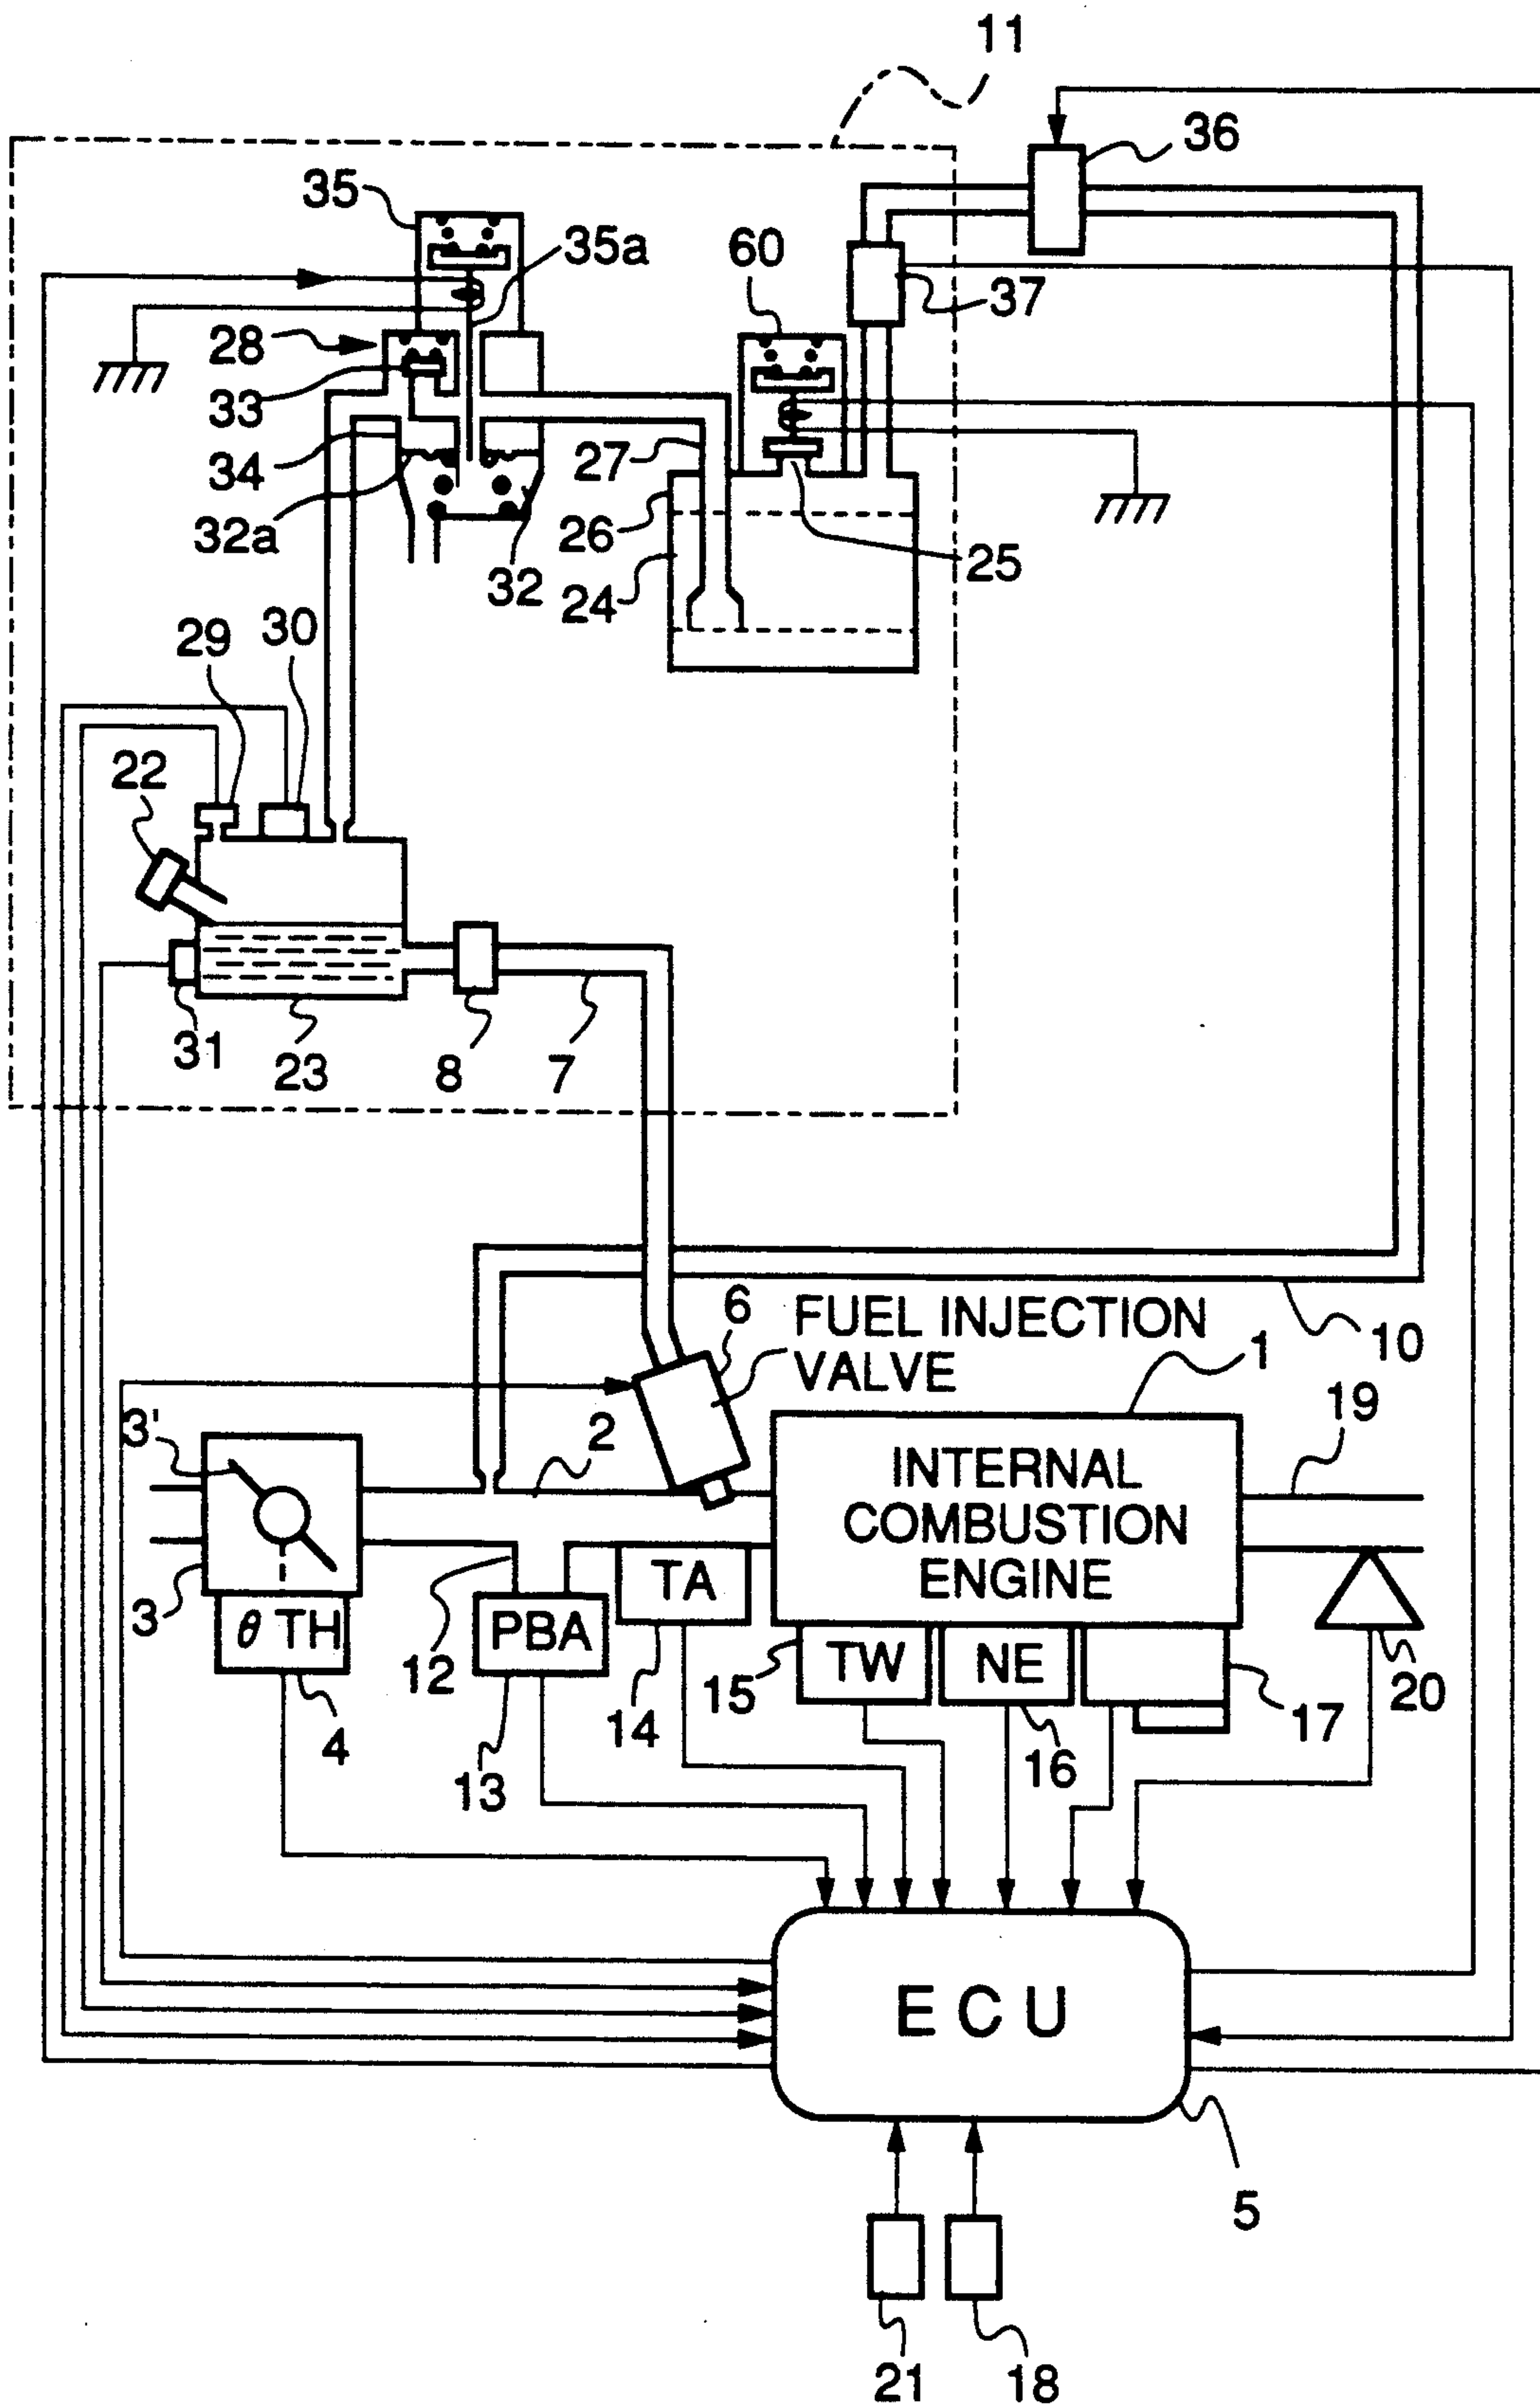 11
36
35
35a
60
37
28
33
34
27
32a
26
25
32
24
29
30
22
31
23
8
7
6
FUEL INJECTION
VALVE
1
10
3'
2
19
INTERNAL
COMBUSTION
ENGINE
TA
3
θ TH
12
PBA
15
TW
NE
20
4
14
17
13
16
E C U
5
21
18